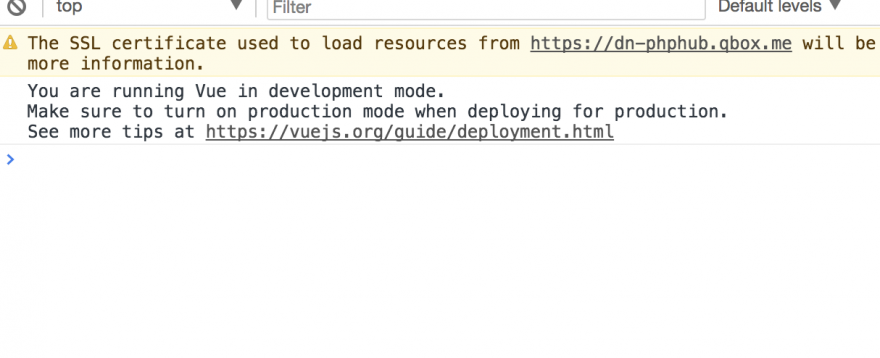 top Filter Default levels
The SSL certificate used to load resources from https://dn-phphub.qbox.me will be
more information.
You are running Vue in development mode.
Make sure to turn on production mode when deploying for production.
See more tips at https://vuejs.org/guide/deployment.html